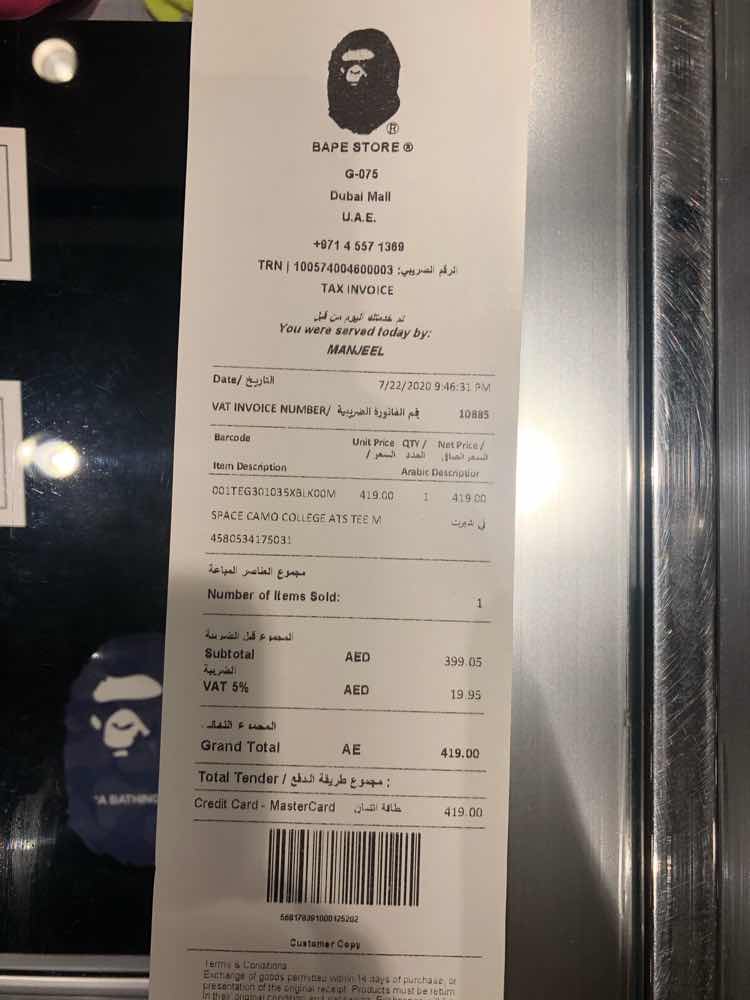 BAPE STORE ®
G-075
Dubai Mall
U.A.E.
+971 4 557 1369
TRN | 100574004600003 :الرقم الضريبي
TAX INVOICE
تم خدمتك اليوم من قبل
You were served today by:
MANJEEL
Date/ التاريخ 7/22/2020 9:46:31 PM
VAT INVOICE NUMBER/ رقم الفاتورة الضريبية 10885
Barcode Unit Price QTY / Net Price /
/ السعر العدد السعر الصافي
Item Description Arabic Description
001TEG301035XBLK00M 419.00 1 419.00
SPACE CAMO COLLEGE ATS TEE M تي شيرت
4580534175031
مجموع العناصر المباعة
Number of Items Sold: 1
المجموع قبل الضريبة
Subtotal AED 399.05
الضريبة
VAT 5% AED 19.95
المجموع
Grand Total AE 419.00
Total Tender / مجموع طريقة الدفع :
Credit Card - MasterCard 419.00
Customer Copy
Terms & Conditions
Exchange of goods permitted within 14 days of purchase, or
presentation of the original receipt. Products must be return
in their original condition and
"A BATHING